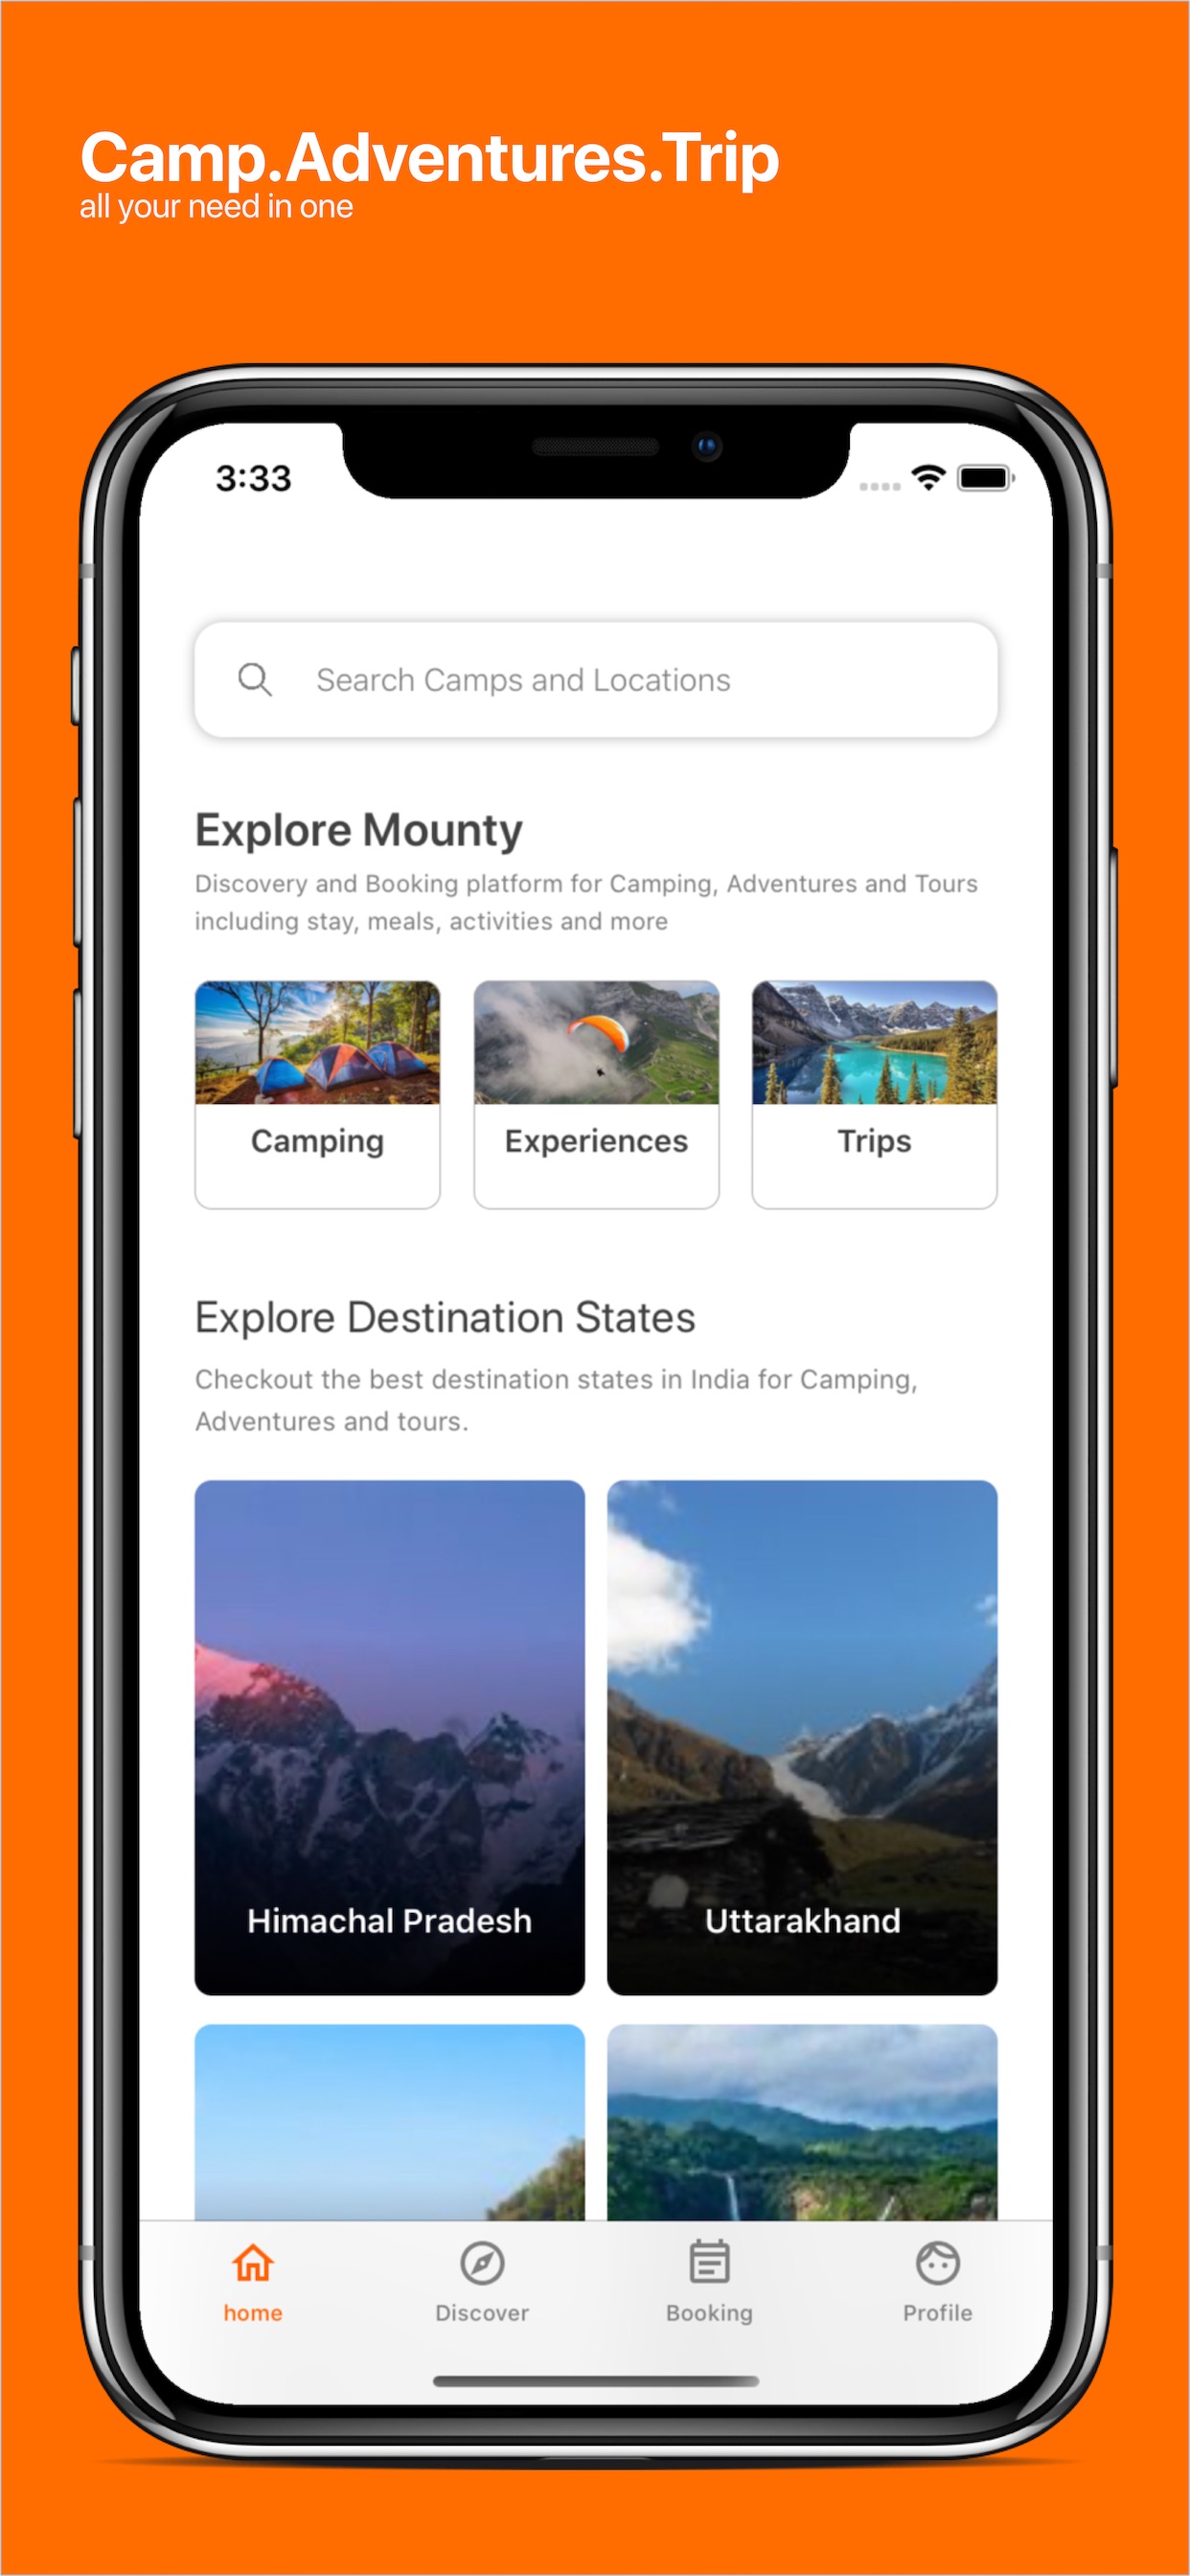 Camp.Adventures.Trip
all your need in one
3:33
Search Camps and Locations
Explore Mounty
Discovery and Booking platform for Camping, Adventures and Tours
including stay, meals, activities and more
Camping
Experiences
Trips
Explore Destination States
Checkout the best destination states in India for Camping,
Adventures and tours.
Himachal Pradesh
Uttarakhand
home
Discover
Booking
Profile